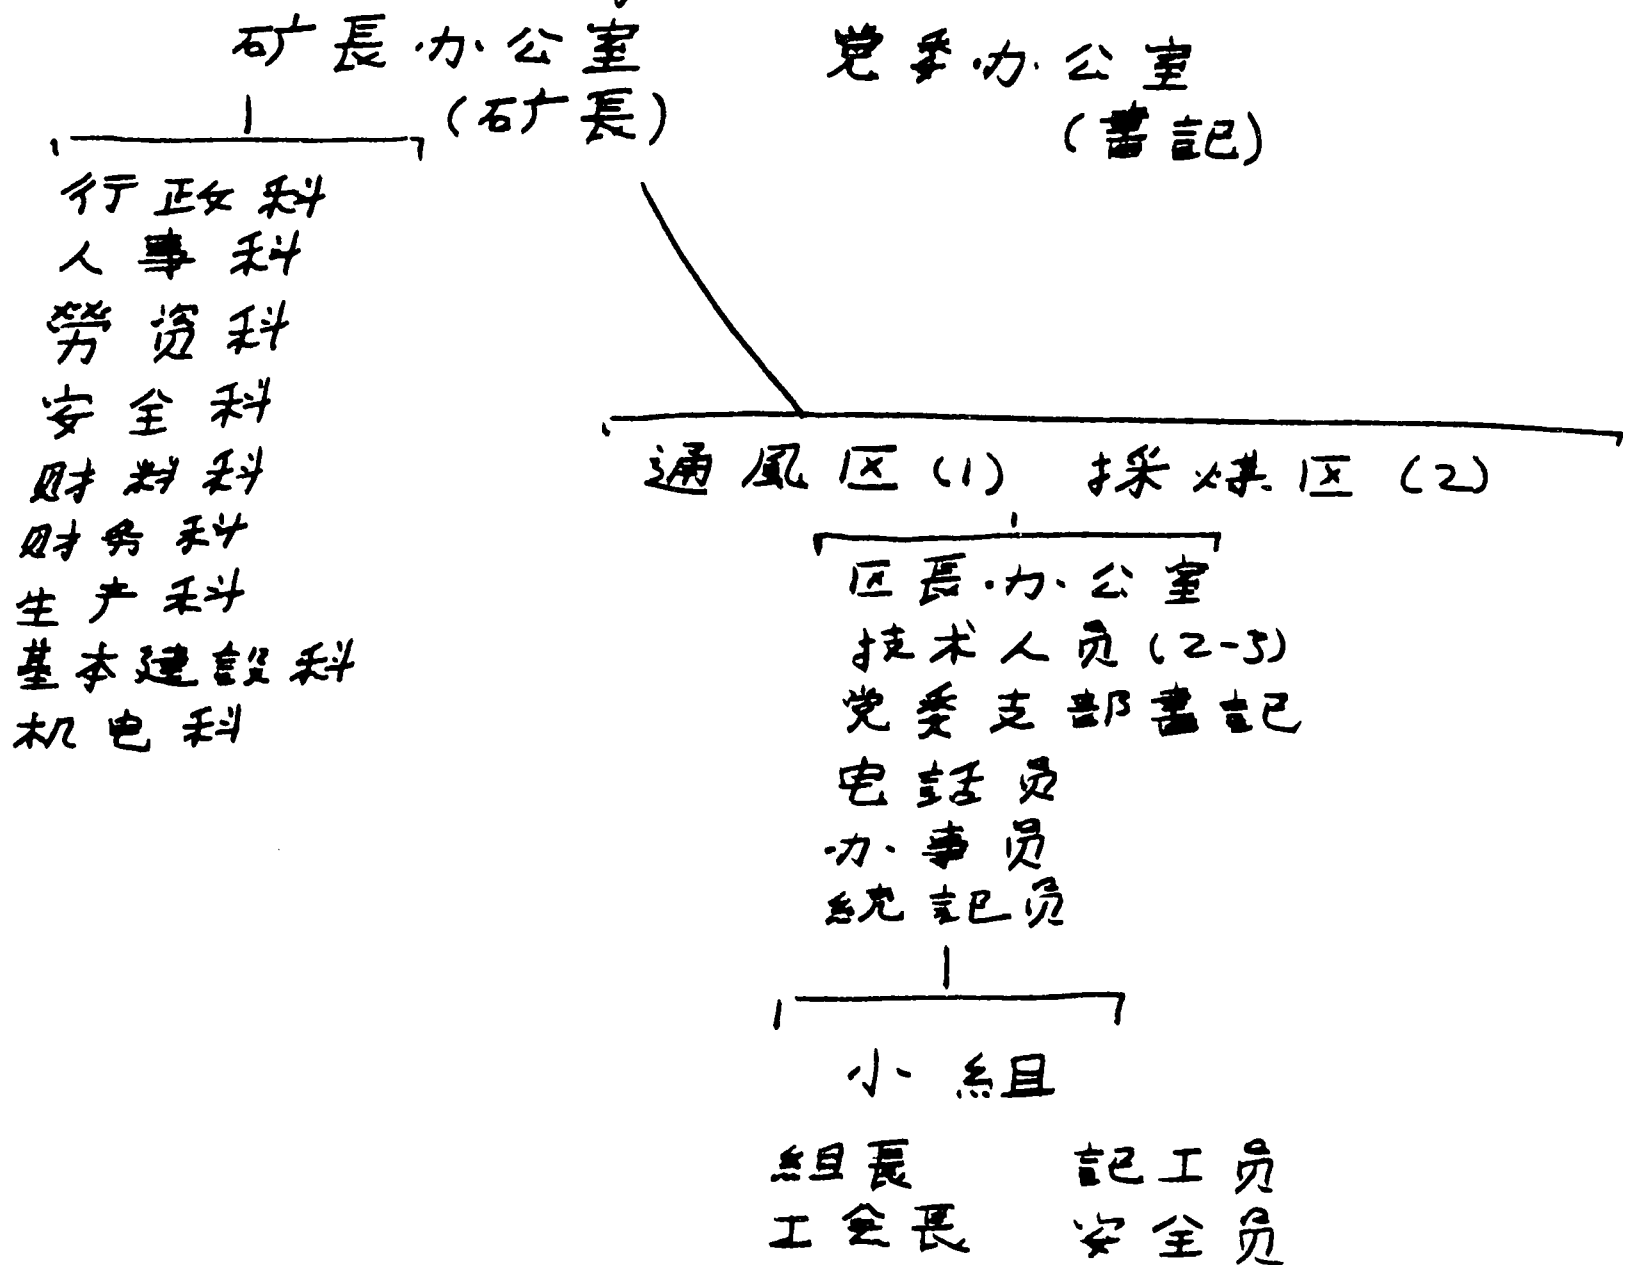 矿長办公室
(矿長)
党委办公室
(書記)
行政科
人事科
勞資科
安全科
财料科
财务科
生产科
基本建設科
机电科
通風区(1) 採煤区(2)
区長办公室
技术人员(2-3)
党委支部書記
电話员
办事员
統記员
小組
組長 記工员
工会長 安全员